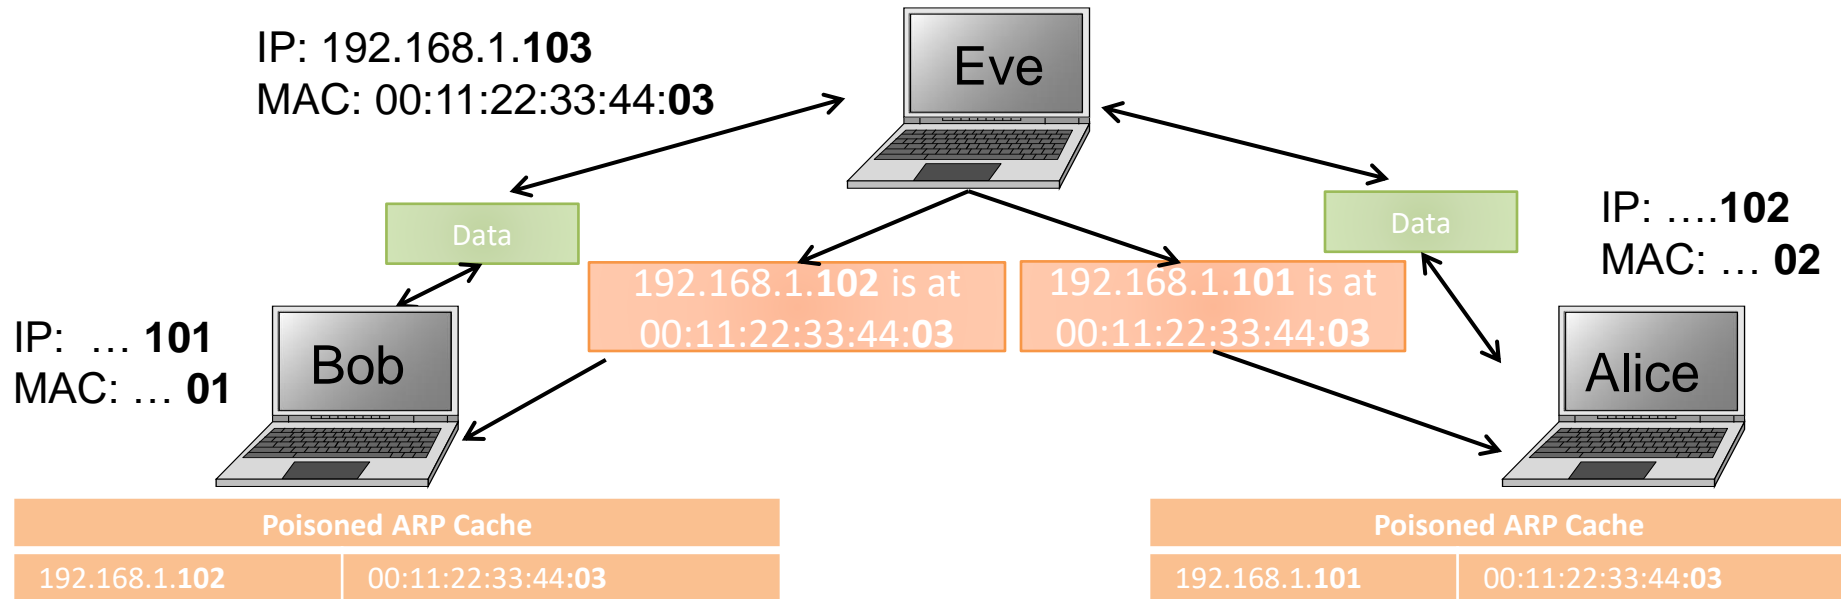 IP: 192.168.1.103
MAC: 00:11:22:33:44:03
Eve
Data
Data
IP: ....102
MAC: ... 02
192.168.1.102 is at
00:11:22:33:44:03
192.168.1.101 is at
00:11:22:33:44:03
IP: ... 101
MAC: ... 01
Bob
Alice
Poisoned ARP Cache
192.168.1.102 00:11:22:33:44:03
Poisoned ARP Cache
192.168.1.101 00:11:22:33:44:03